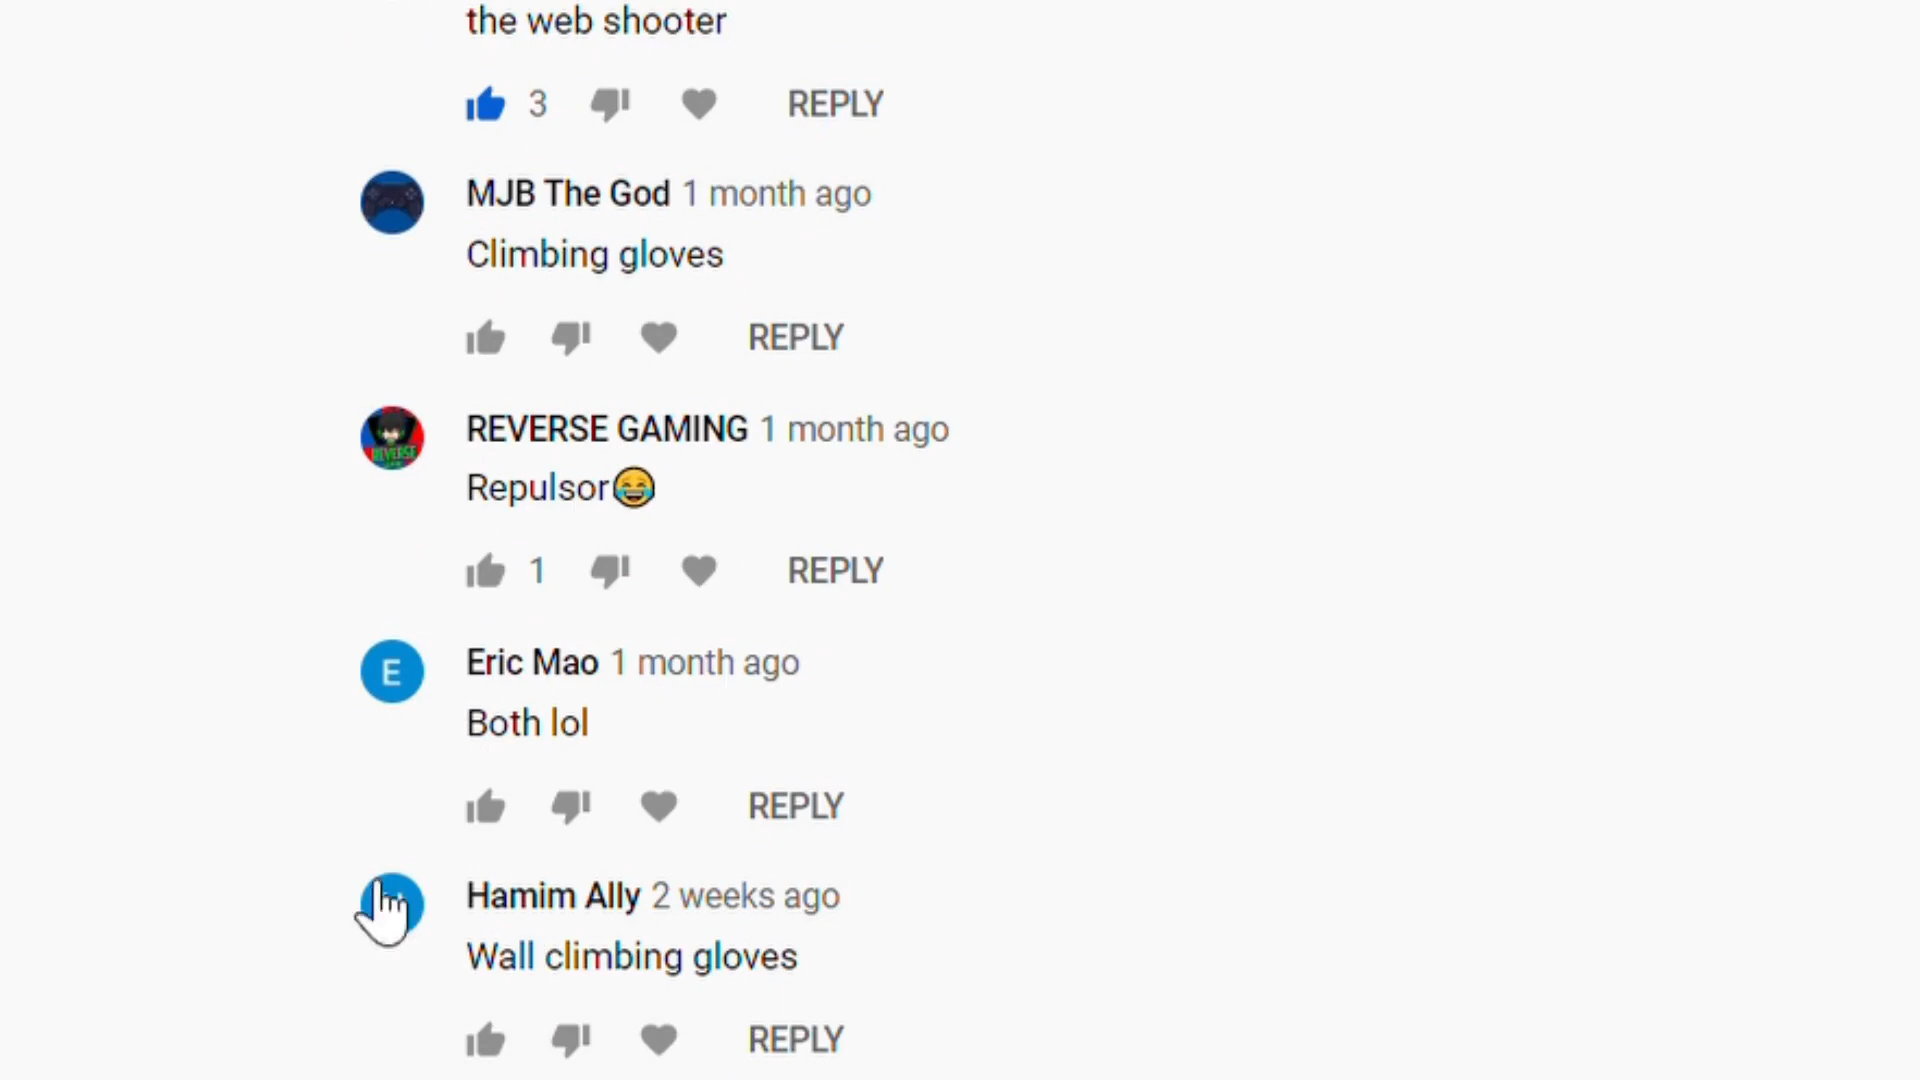 the web shooter
3 REPLY
MJB The God 1 month ago
Climbing gloves
REPLY
REVERSE GAMING 1 month ago
Repulsor😂
1 REPLY
REVERSE
E
Eric Mao 1 month ago
Both lol
REPLY
Hamim Ally 2 weeks ago
Wall climbing gloves
REPLY